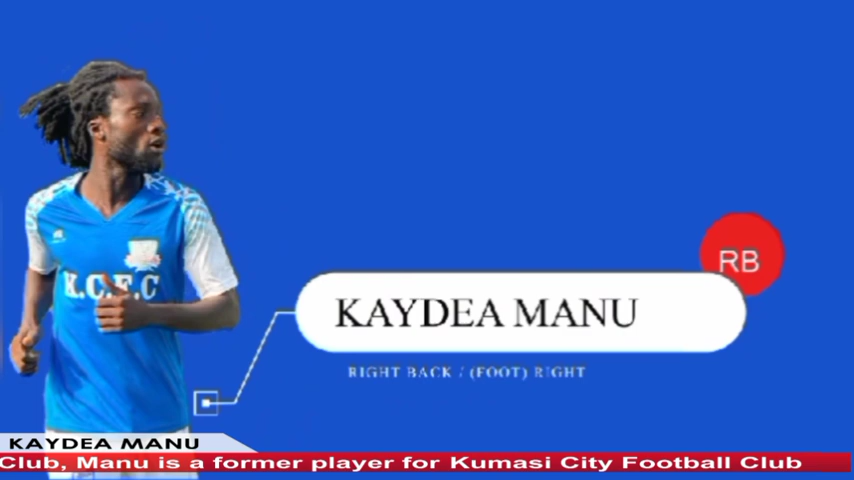 RB
K.C.F.C
KAYDEA MANU
RIGHT BACK / (FOOT) RIGHT
KAYDEA MANU
Club, Manu is a former player for Kumasi City Football Club